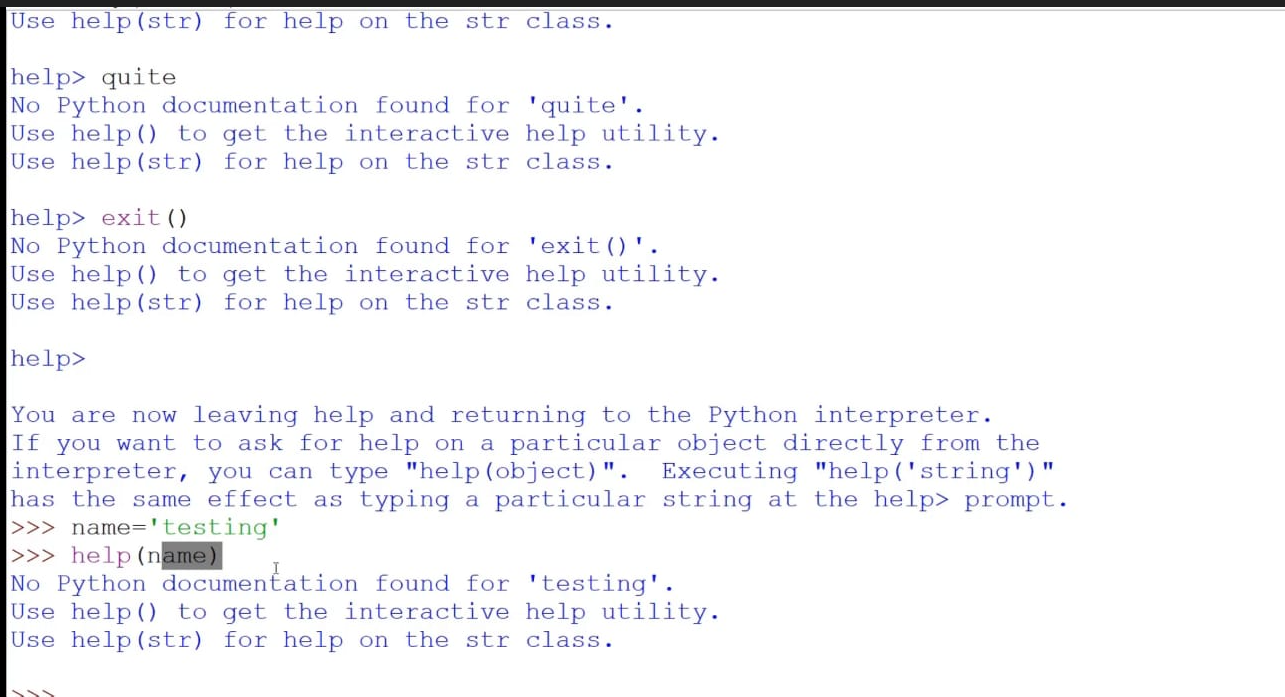 Use help(str) for help on the str class.
help> quite
No Python documentation found for 'quite'.
Use help() to get the interactive help utility.
Use help(str) for help on the str class.
help> exit()
No Python documentation found for 'exit()'.
Use help() to get the interactive help utility.
Use help(str) for help on the str class.
help>
You are now leaving help and returning to the Python interpreter.
If you want to ask for help on a particular object directly from the
interpreter, you can type "help(object)".  Executing "help('string')"
has the same effect as typing a particular string at the help> prompt.
>>> name='testing'
>>> help(name)
No Python documentation found for 'testing'.
Use help() to get the interactive help utility.
Use help(str) for help on the str class.
>>>